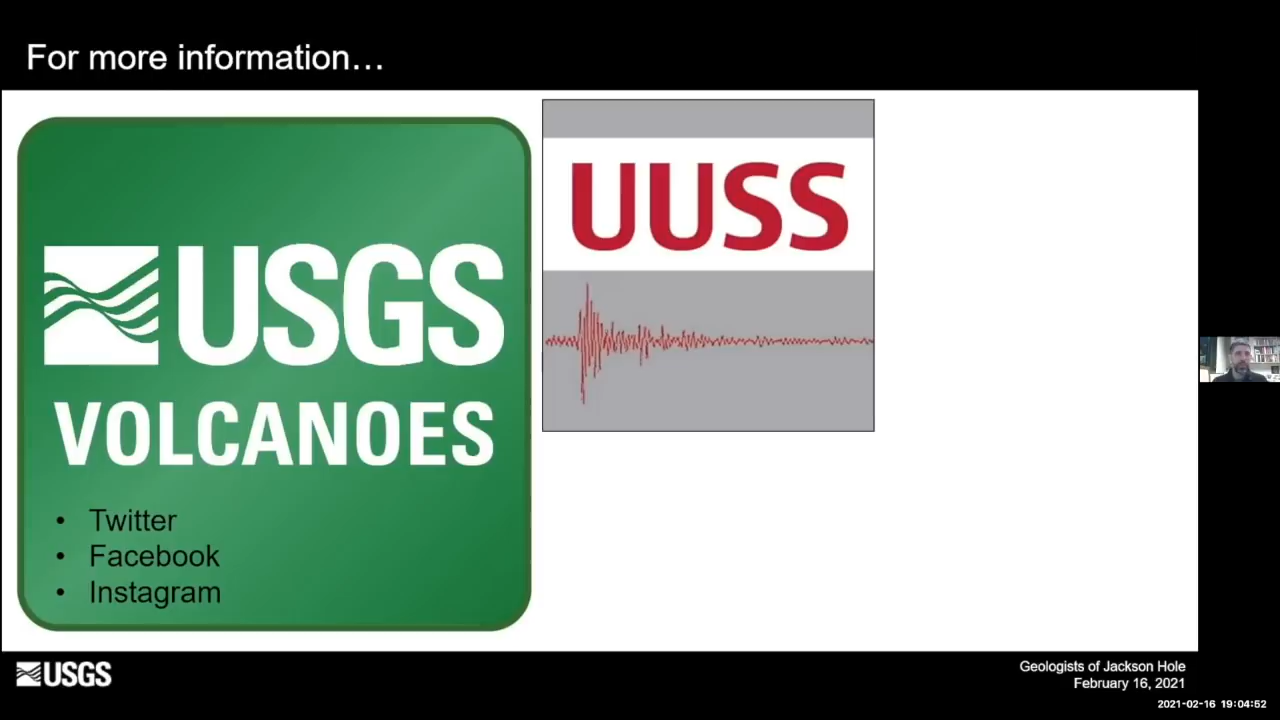 For more information…
USGS
VOLCANOES
• Twitter
• Facebook
• Instagram
UUSS
USGS
Geologists of Jackson Hole
February 16, 2021
2021-02-16 19:04:52